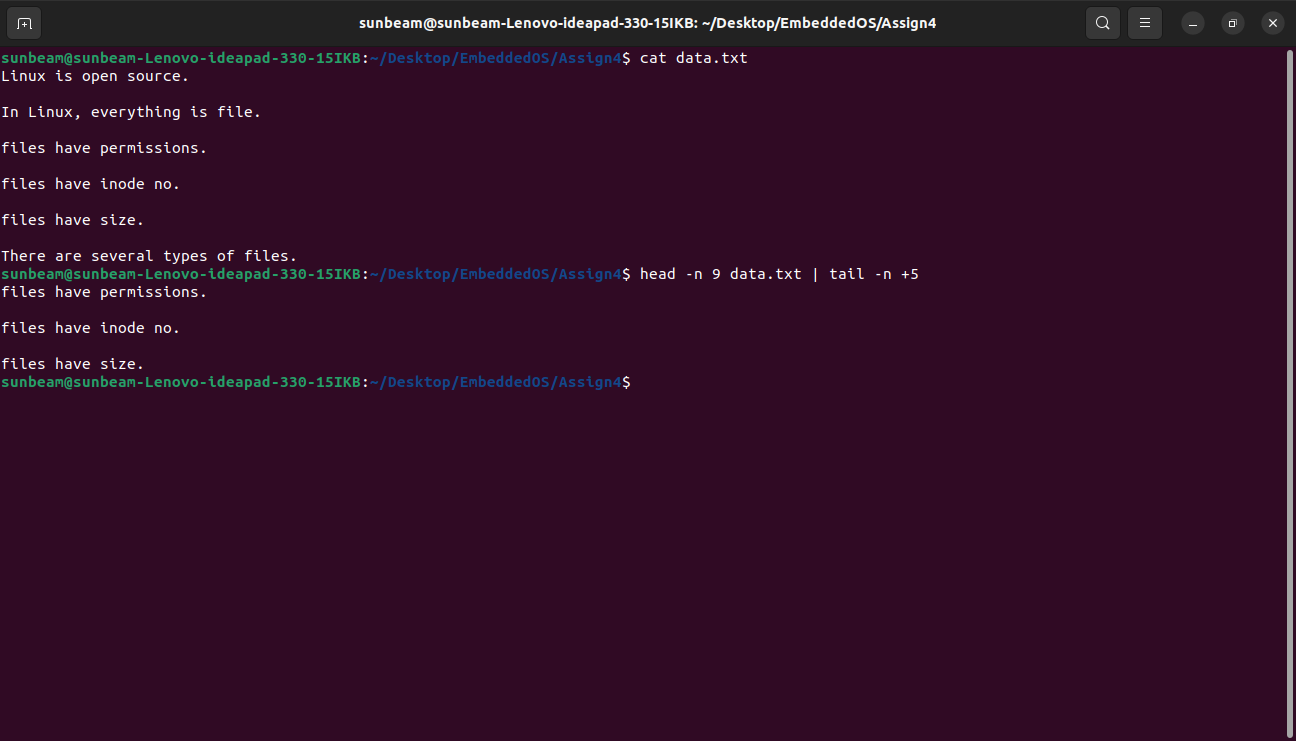 sunbeam@sunbeam-Lenovo-ideapad-330-15IKB: ~/Desktop/EmbeddedOS/Assign4
sunbeam@sunbeam-Lenovo-ideapad-330-15IKB:~/Desktop/EmbeddedOS/Assign4$ cat data.txt
Linux is open source.
In Linux, everything is file.
files have permissions.
files have inode no.
files have size.
There are several types of files.
sunbeam@sunbeam-Lenovo-ideapad-330-15IKB:~/Desktop/EmbeddedOS/Assign4$ head -n 9 data.txt | tail -n +5
files have permissions.
files have inode no.
files have size.
sunbeam@sunbeam-Lenovo-ideapad-330-15IKB:~/Desktop/EmbeddedOS/Assign4$